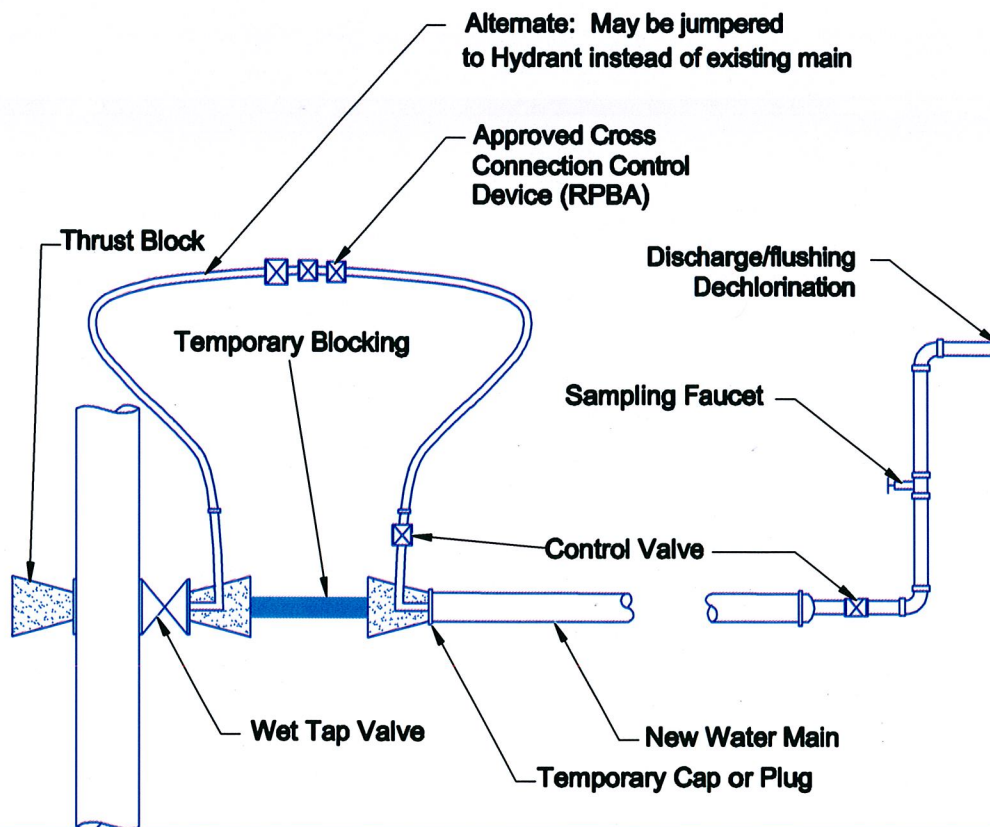 Alternate: May be jumpered
to Hydrant instead of existing main
Approved Cross
Connection Control
Device (RPBA)
Thrust Block
Discharge/flushing
Dechlorination
Temporary Blocking
Sampling Faucet
Control Valve
Wet Tap Valve
New Water Main
Temporary Cap or Plug